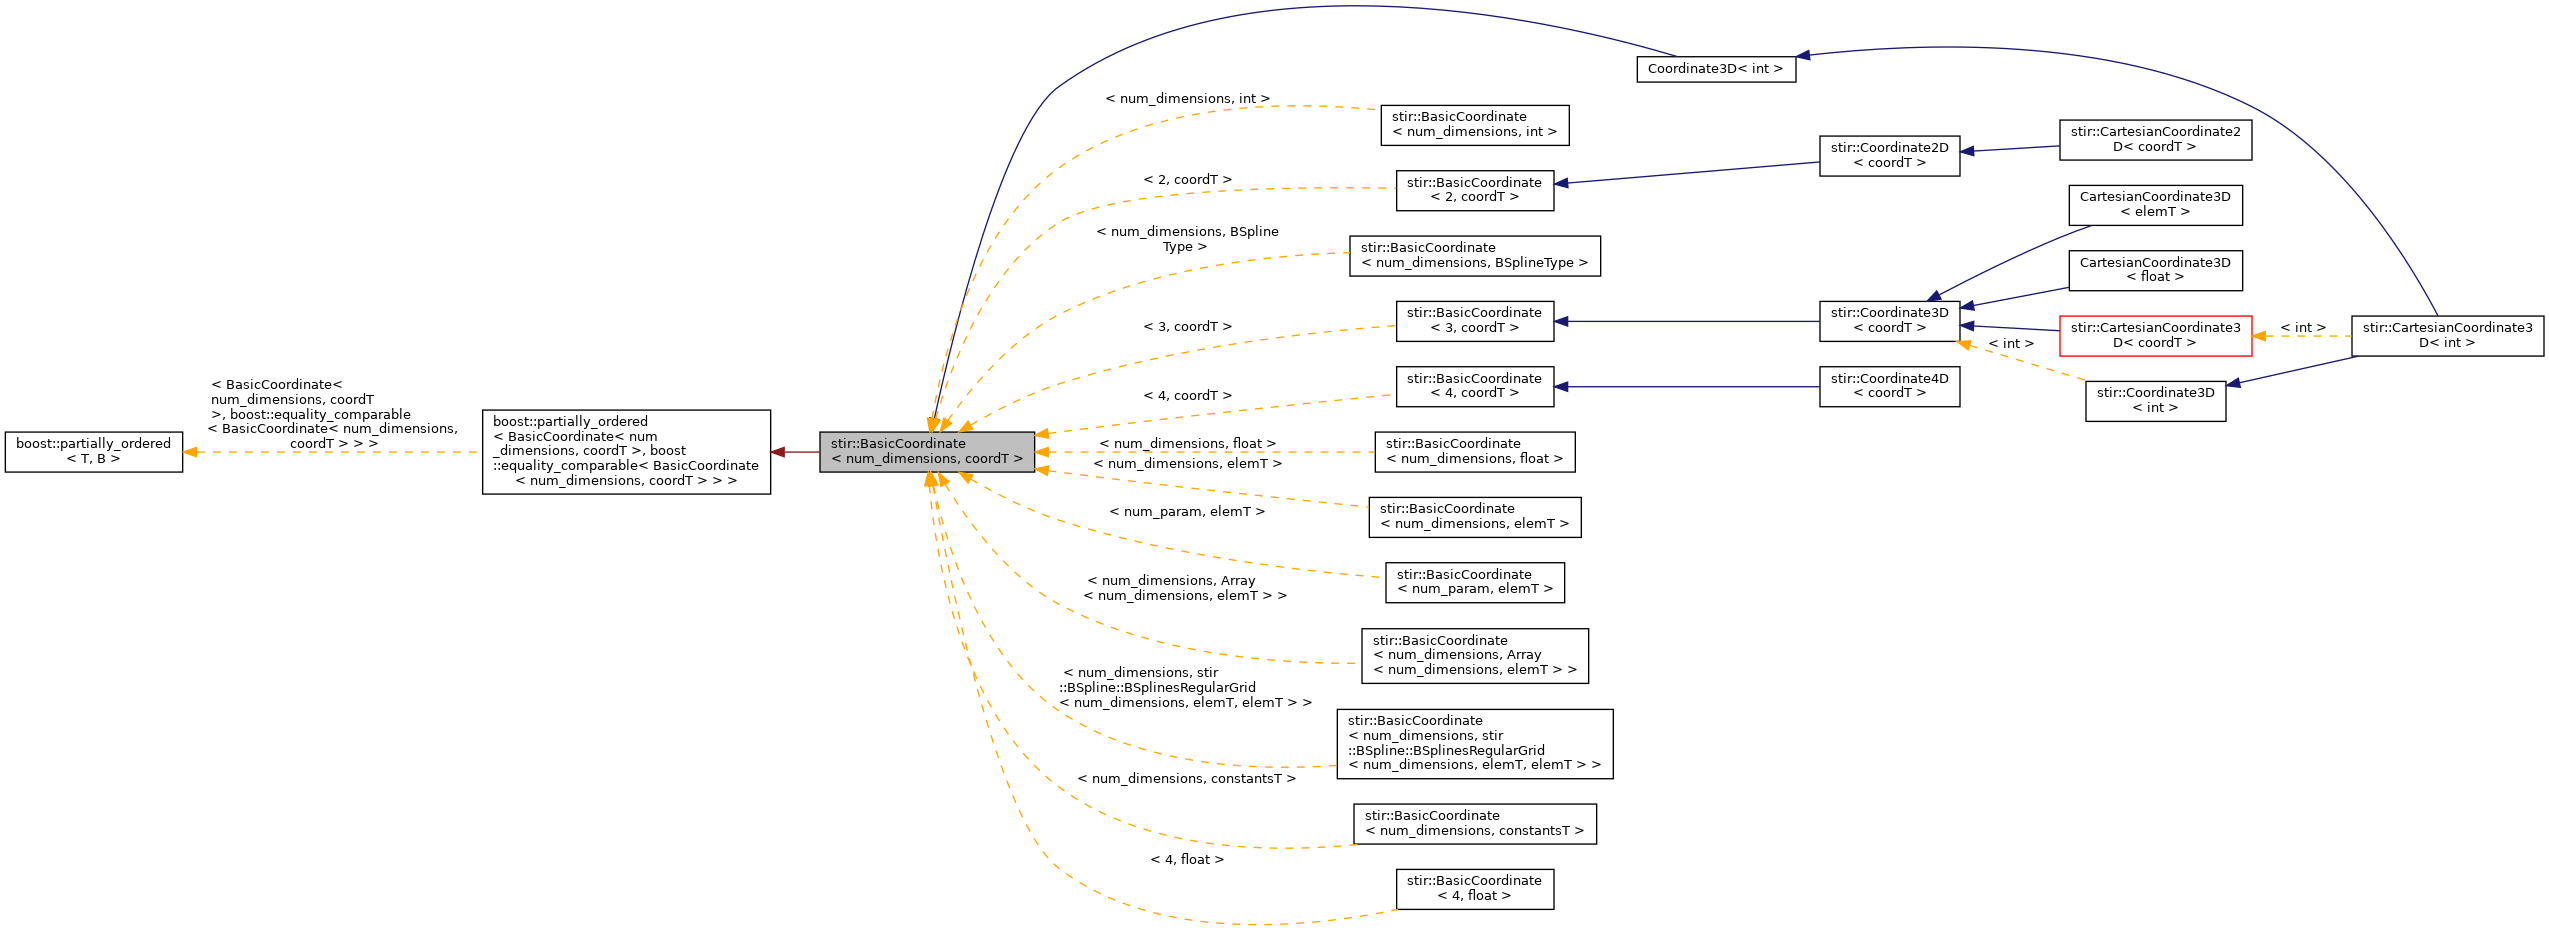 boost::partially_ordered
< T, B >
< BasicCoordinate<
num_dimensions, coordT
>, boost::equality_comparable
< BasicCoordinate< num_dimensions,
coordT > > >
boost::partially_ordered
< BasicCoordinate< num
_dimensions, coordT >, boost
::equality_comparable< BasicCoordinate
< num_dimensions, coordT > > >
stir::BasicCoordinate
< num_dimensions, coordT >
< num_dimensions, int >
< 2, coordT >
< num_dimensions, BSpline
Type >
< 3, coordT >
< 4, coordT >
< num_dimensions, float >
< num_dimensions, elemT >
< num_param, elemT >
< num_dimensions, Array
< num_dimensions, elemT > >
< num_dimensions, stir
::BSpline::BSplinesRegularGrid
< num_dimensions, elemT, elemT > >
< num_dimensions, constantsT >
< 4, float >
Coordinate3D< int >
stir::BasicCoordinate
< num_dimensions, int >
stir::BasicCoordinate
< 2, coordT >
stir::BasicCoordinate
< num_dimensions, BSplineType >
stir::BasicCoordinate
< 3, coordT >
stir::BasicCoordinate
< 4, coordT >
stir::BasicCoordinate
< num_dimensions, float >
stir::BasicCoordinate
< num_dimensions, elemT >
stir::BasicCoordinate
< num_param, elemT >
stir::BasicCoordinate
< num_dimensions, Array
< num_dimensions, elemT > >
stir::BasicCoordinate
< num_dimensions, stir
::BSpline::BSplinesRegularGrid
< num_dimensions, elemT, elemT > >
stir::BasicCoordinate
< num_dimensions, constantsT >
stir::BasicCoordinate
< 4, float >
stir::Coordinate2D
< coordT >
stir::Coordinate3D
< coordT >
stir::Coordinate4D
< coordT >
< int >
stir::CartesianCoordinate2
D< coordT >
CartesianCoordinate3D
< elemT >
CartesianCoordinate3D
< float >
stir::CartesianCoordinate3
D< coordT >
stir::Coordinate3D
< int >
< int >
stir::CartesianCoordinate3
D< int >